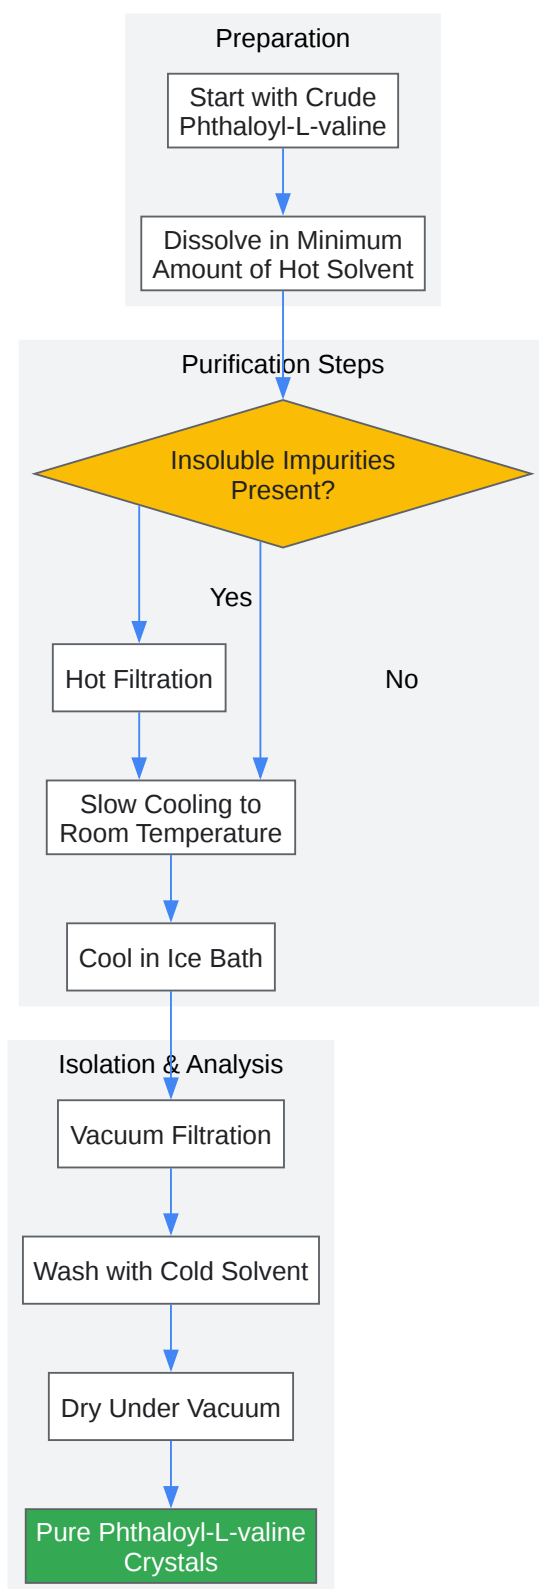 Preparation
Start with Crude
Phthaloyl-L-valine
Dissolve in Minimum
Amount of Hot Solvent
Purification Steps
Insoluble Impurities
Present?
Yes
Hot Filtration
No
Slow Cooling to
Room Temperature
Cool in Ice Bath
Isolation & Analysis
Vacuum Filtration
Wash with Cold Solvent
Dry Under Vacuum
Pure Phthaloyl-L-valine
Crystals